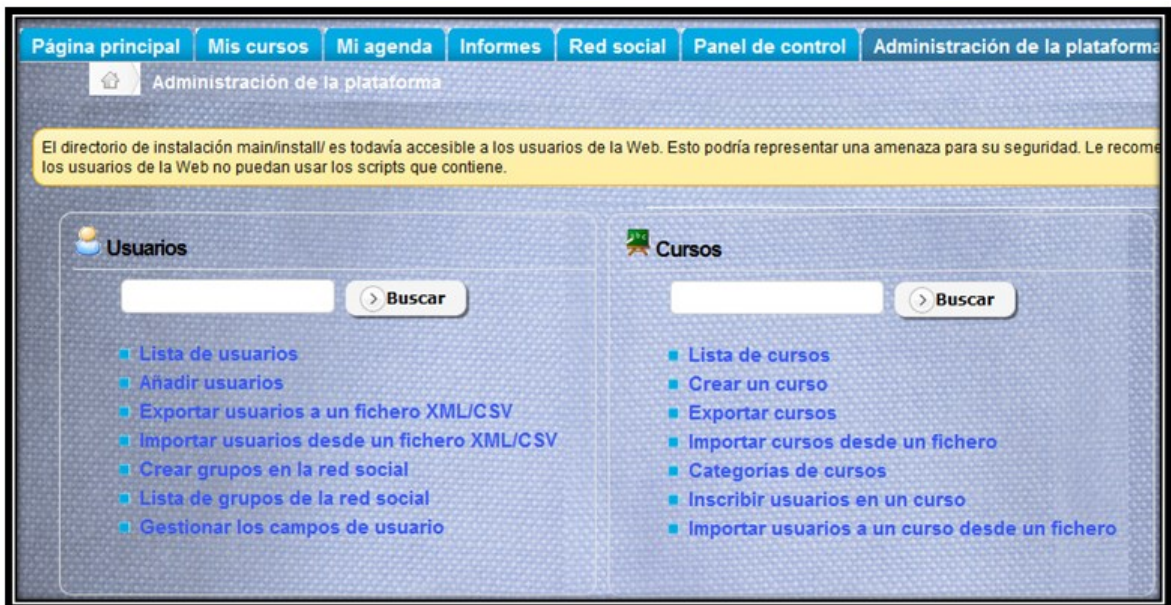 Página principal Mis cursos Mi agenda Informes Red social Panel de control Administración de la plataforma
Administración de la plataforma
El directorio de instalación main/install/ es todavía accesible a los usuarios de la Web. Esto podría representar una amenaza para su seguridad. Le recome
los usuarios de la Web no puedan usar los scripts que contiene.
Usuarios
Buscar
Lista de usuarios
Añadir usuarios
Exportar usuarios a un fichero XML/CSV
Importar usuarios desde un fichero XML/CSV
Crear grupos en la red social
Lista de grupos de la red social
Gestionar los campos de usuario
Cursos
Buscar
Lista de cursos
Crear un curso
Exportar cursos
Importar cursos desde un fichero
Categorías de cursos
Inscribir usuarios en un curso
Importar usuarios a un curso desde un fichero